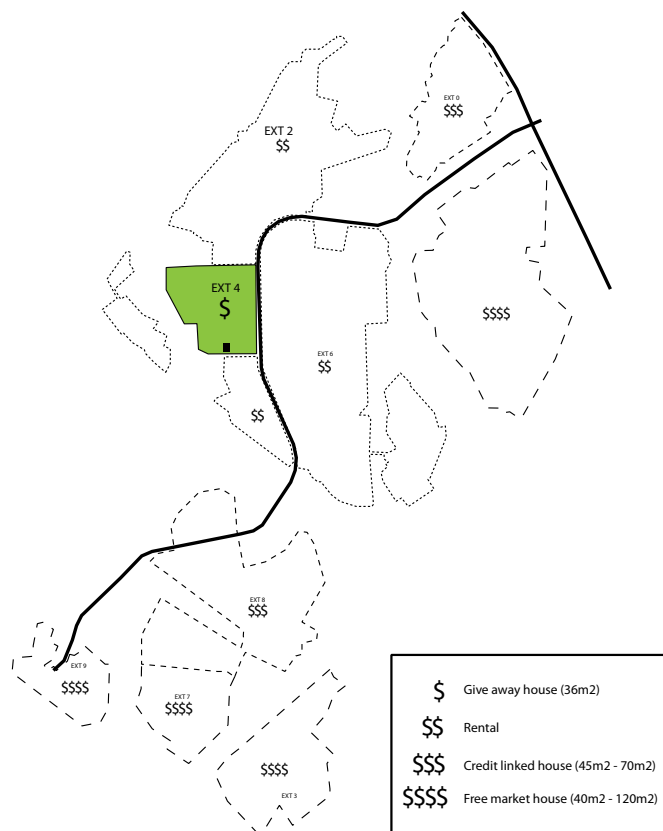 EXT 0
$$$
EXT 2
$$
EXT 4
$
$$$$
EXT 6
$$
$$
EXT 8
$$$
EXT 9
$$$$
EXT 7
$$$$
$$$$
EXT 3
$ Give away house (36m2)
$$ Rental
$$$ Credit linked house (45m2 - 70m2)
$$$$ Free market house (40m2 - 120m2)